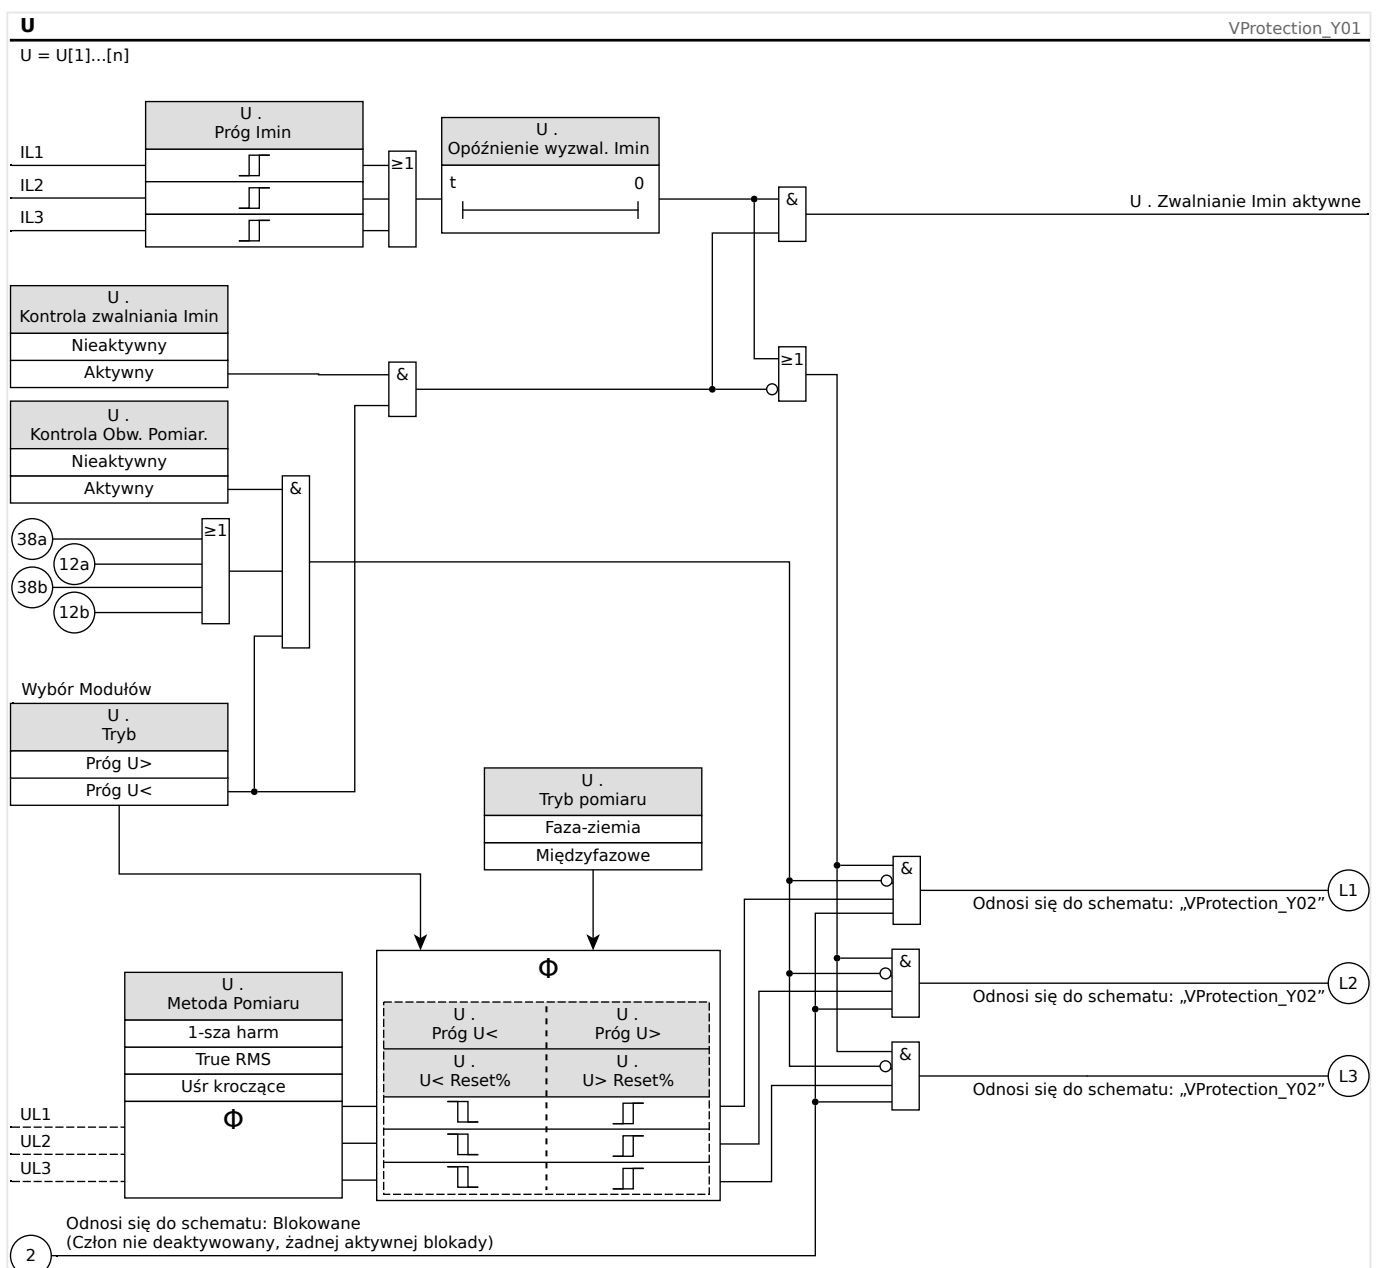 U
VProtection_Y01
U = U[1]...[n]
U .
Próg Imin
IL1
IL2
IL3
≥1
U .
Opóźnienie wyzwal. Imin
t
0
&
U . Zwalnianie Imin aktywne
U .
Kontrola zwalniania Imin
Nieaktywny
Aktywny
&
≥1
U .
Kontrola Obw. Pomiar.
Nieaktywny
Aktywny
&
≥1
38a
12a
38b
12b
Wybór Modułów
U .
Tryb
Próg U>
Próg U<
U .
Tryb pomiaru
Faza-ziemia
Międzyfazowe
&
L1
Odnosi się do schematu: „VProtection_Y02”
&
L2
Odnosi się do schematu: „VProtection_Y02”
&
L3
Odnosi się do schematu: „VProtection_Y02”
U .
Metoda Pomiaru
1-sza harm
True RMS
Uśr kroczące
Φ
UL1
UL2
UL3
Φ
U .
Próg U<
U .
Próg U>
U .
U< Reset%
U .
U> Reset%
Odnosi się do schematu: Blokowane
(Człon nie deaktywowany, żadnej aktywnej blokady)
2